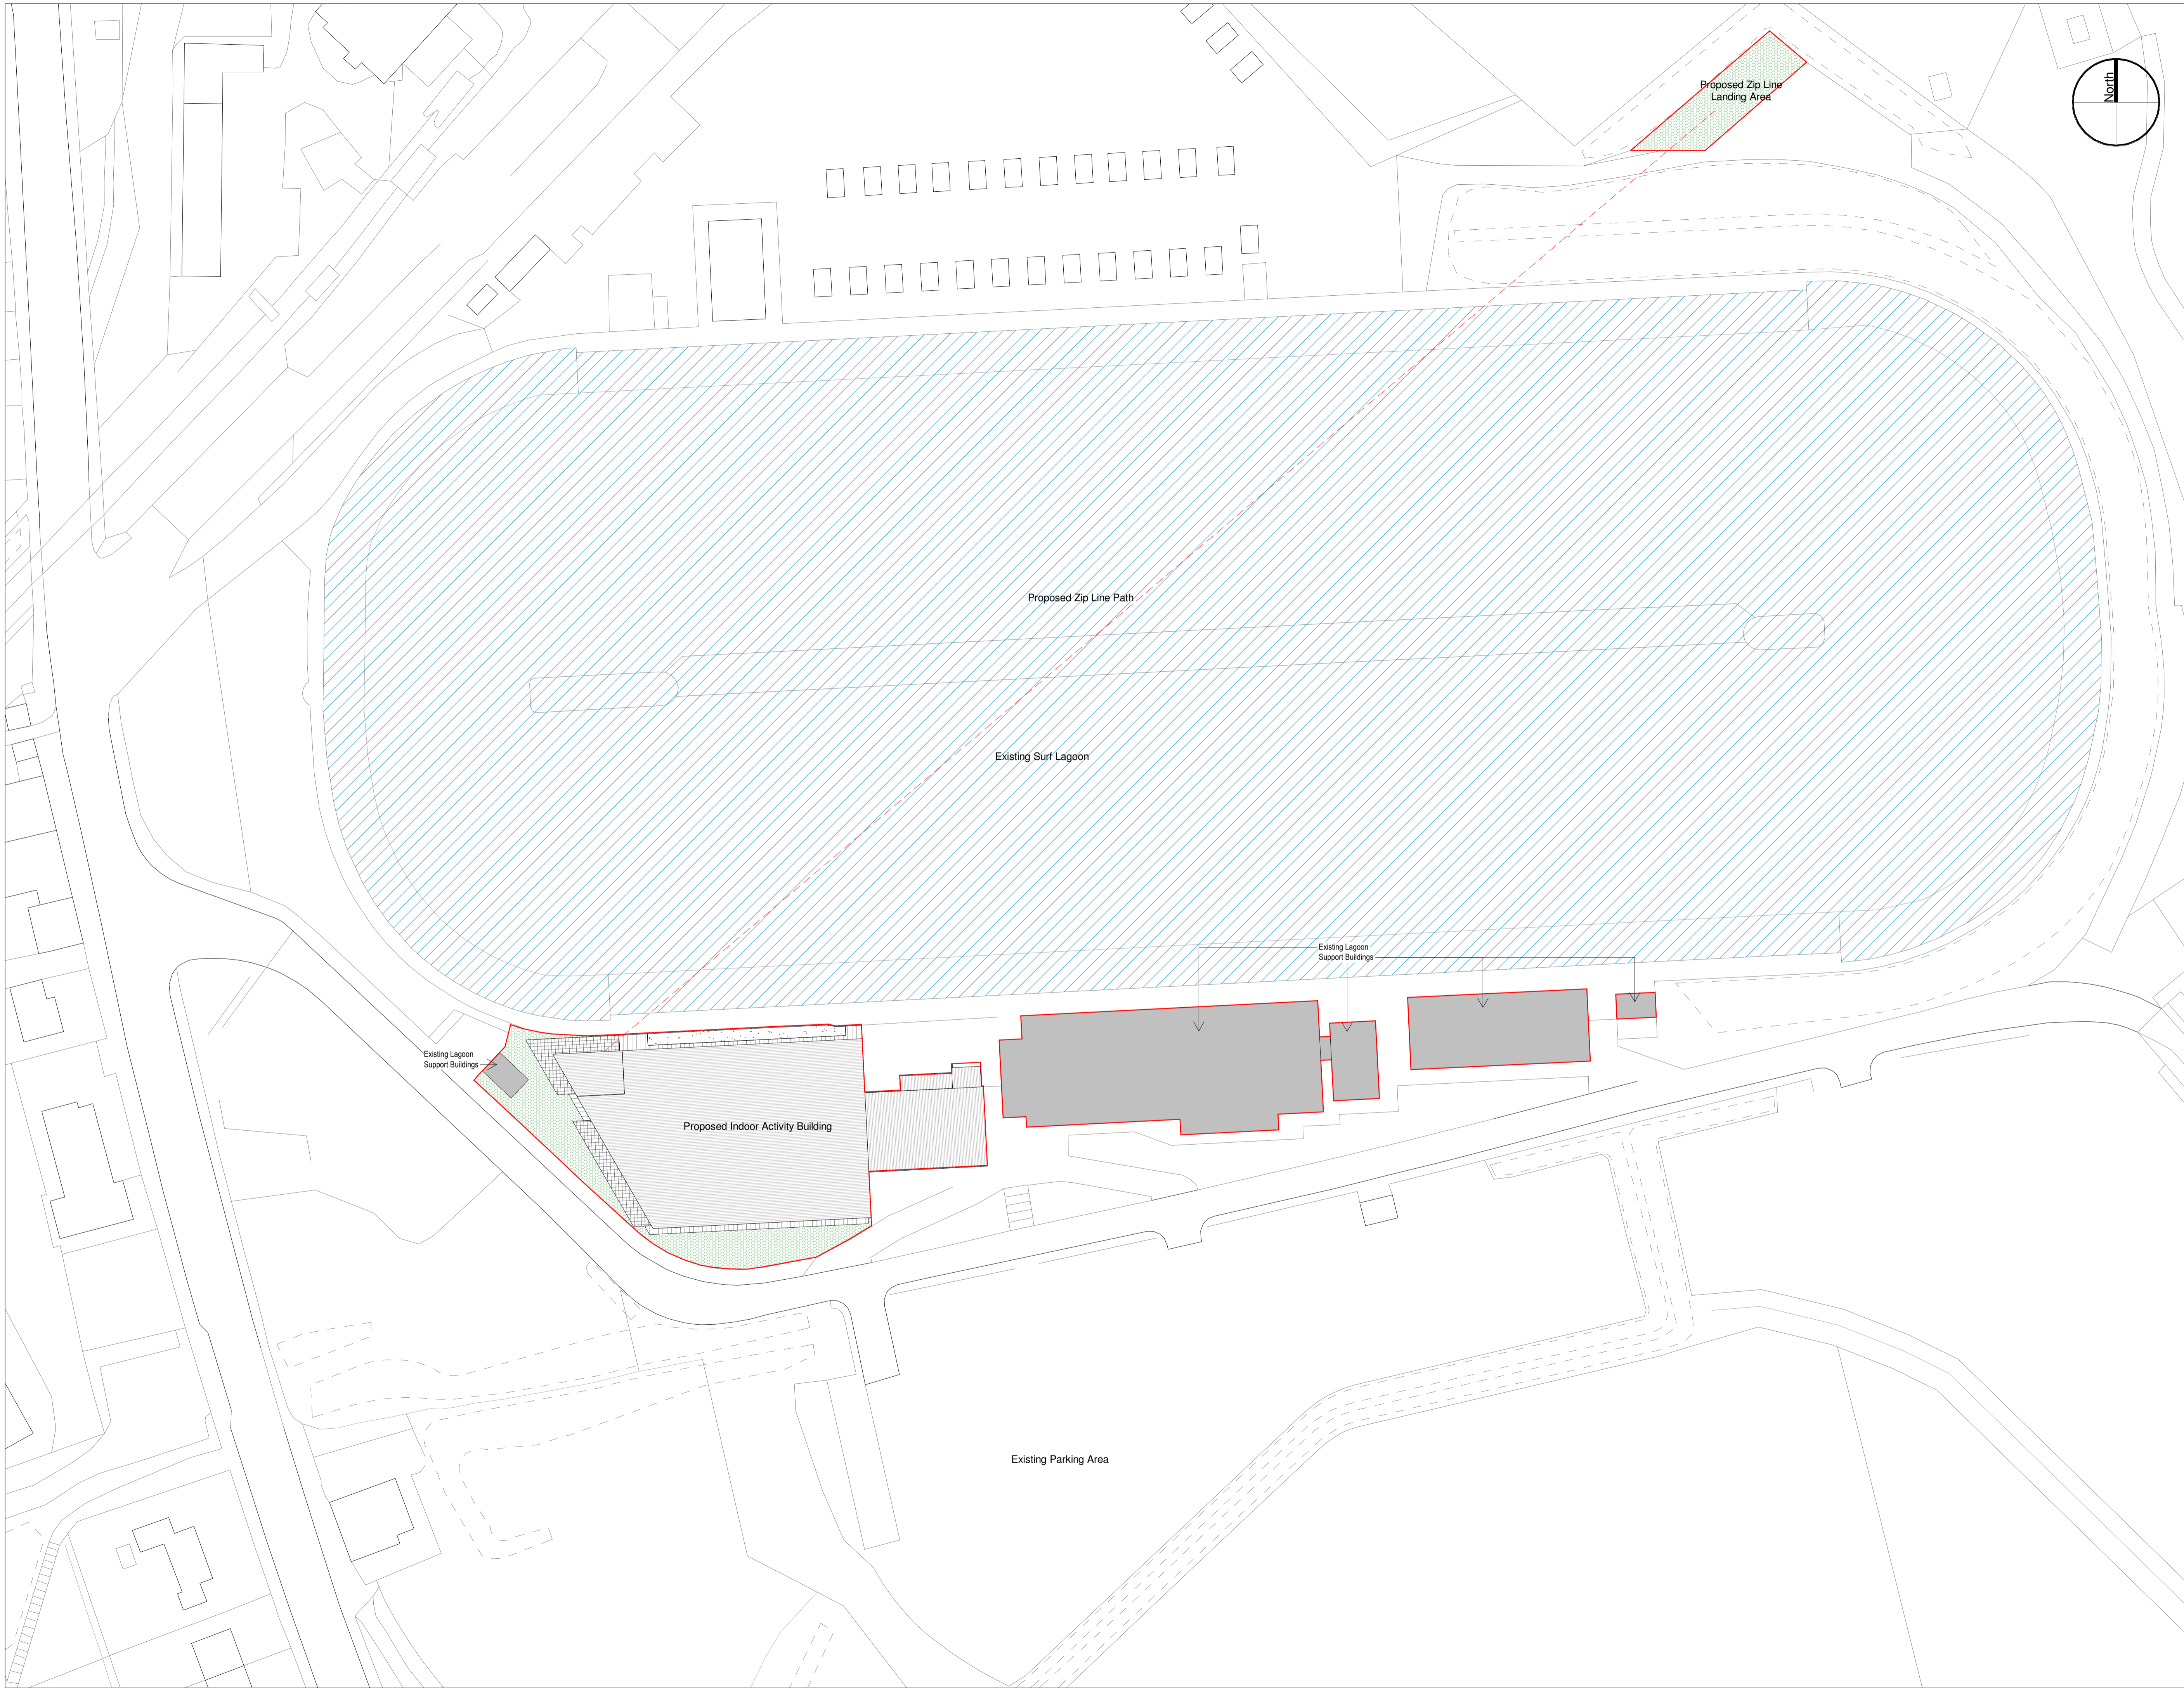 Proposed Zip Line
Landing Area
North
Proposed Zip Line Path
Existing Surf Lagoon
Existing Lagoon
Support Buildings
Existing Lagoon
Support Buildings
Proposed Indoor Activity Building
Existing Parking Area